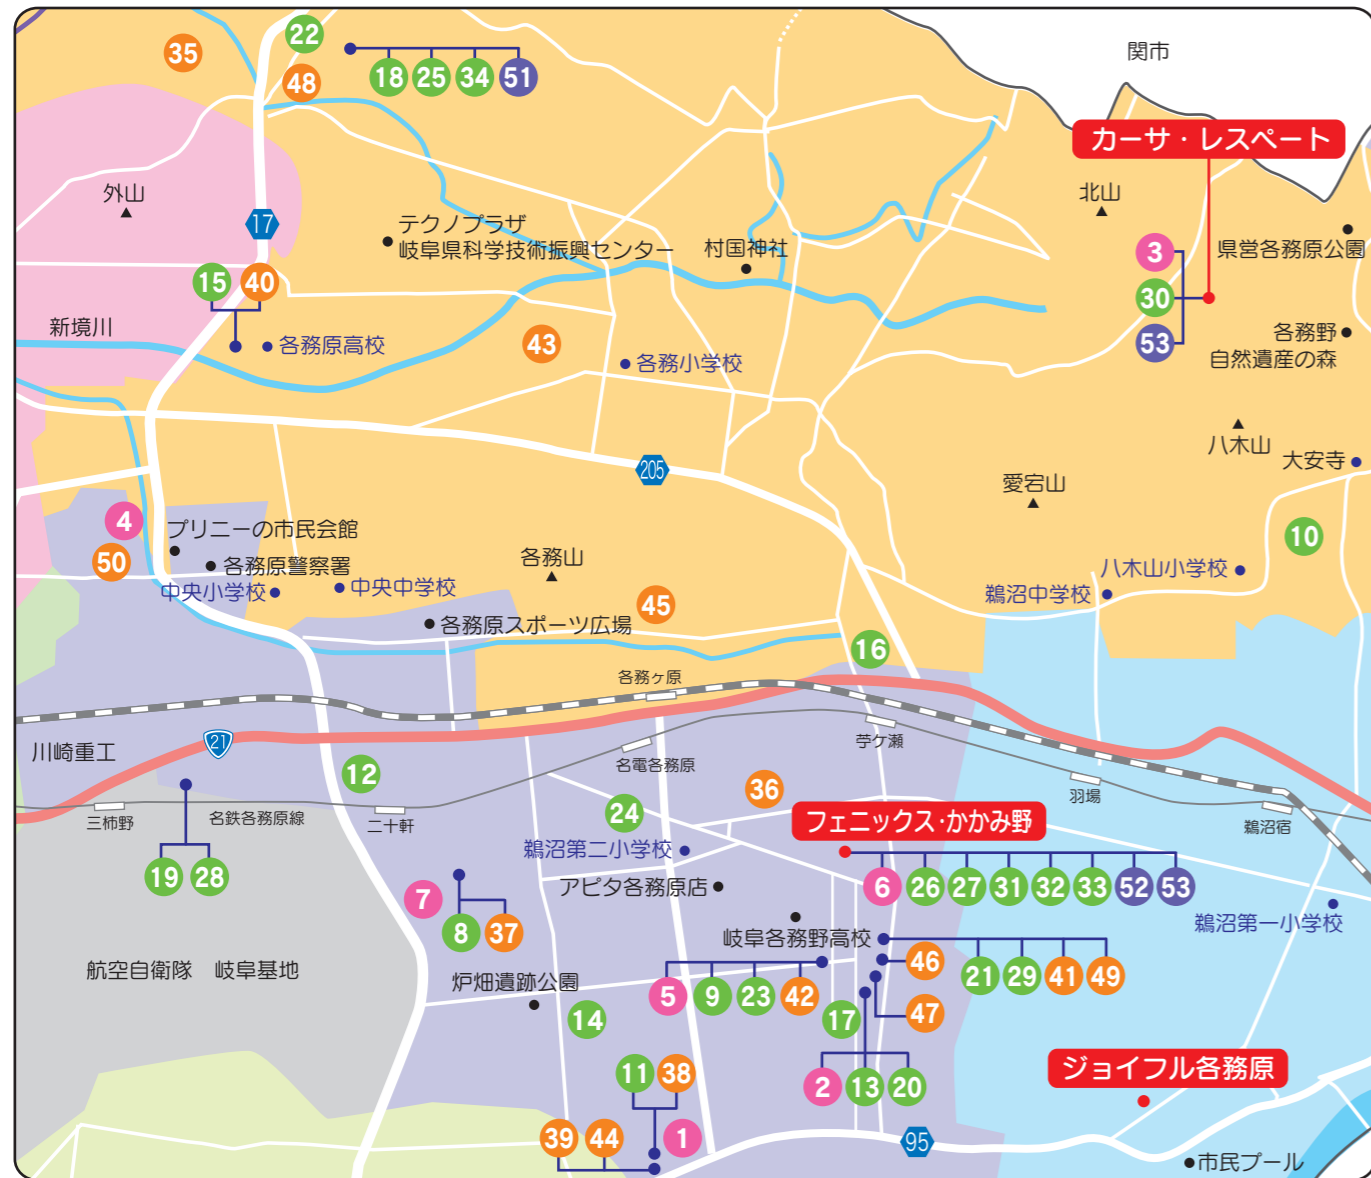 22
35
48
18 25 34 51
関市
カーサ・レスペート
外山
北山
17
テクノプラザ
岐阜県科学技術振興センター
村国神社
3
県営各務原公園
15 40
30
新境川
各務原高校
43
53
各務野
自然遺産の森
各務小学校
八木山
大安寺
205
愛宕山
4
プリニーの市民会館
10
50
各務原警察署
各務山
八木山小学校
中央小学校
中央中学校
鵜沼中学校
45
各務原スポーツ広場
16
各務ヶ原
川崎重工
21
苧ケ瀬
名電各務原
12
36
羽場
三柿野
名鉄各務原線
二十軒
24
フェニックス・かかみ野
鵜沼宿
鵜沼第二小学校
19 28
7
アピタ各務原店
6 26 27 31 32 33 52 53
8 37
鵜沼第一小学校
岐阜各務野高校
航空自衛隊 岐阜基地
46
21 29 41 49
炉畑遺跡公園
5 9 23 42
14
17
47
11 38
2 13 20
ジョイフル各務原
39 44
1
95
市民プール